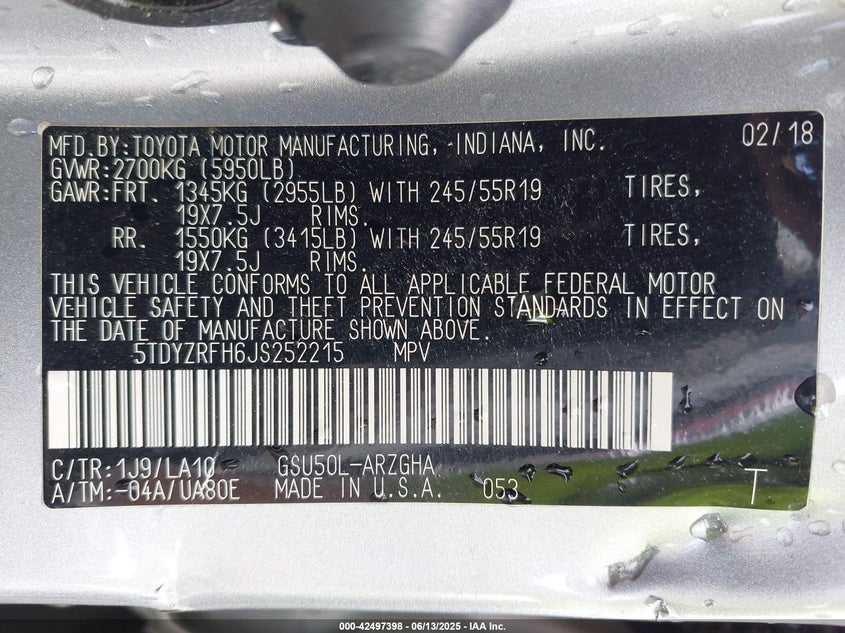 MFD.BY:TOYOTA MOTOR MANUFACTURING, INDIANA, INC. 02/18
GVWR:2700KG (5950LB)
GAWR:FRT. 1345KG (2955LB) WITH 245/55R19 TIRES,
19X7.5J RIMS.
RR. 1550KG (3415LB) WITH 245/55R19 TIRES,
19X7.5J RIMS.
THIS VEHICLE CONFORMS TO ALL APPLICABLE FEDERAL MOTOR
VEHICLE SAFETY AND THEFT PREVENTION STANDARDS IN EFFECT ON
THE DATE OF MANUFACTURE SHOWN ABOVE.
5TDYZRFH6JS252215 MPV
C/TR:1J9/LA10 GSU50L-ARZGHA
A/TM:-04A/UA80E MADE IN U.S.A. 053 T
000-42497398 - 06/13/2025 - IAA Inc.